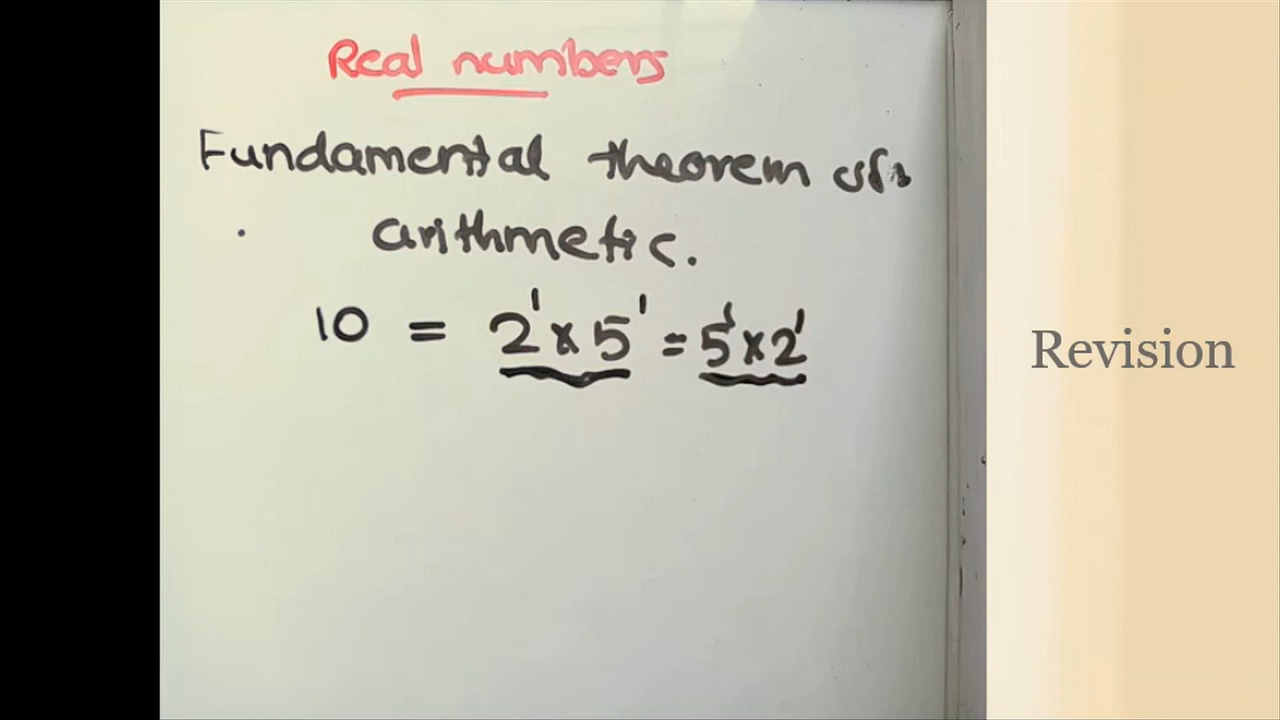 Real numbers
Fundamental theorem of
arithmetic.
10 = 2¹ × 5¹ = 5¹ × 2¹
Revision